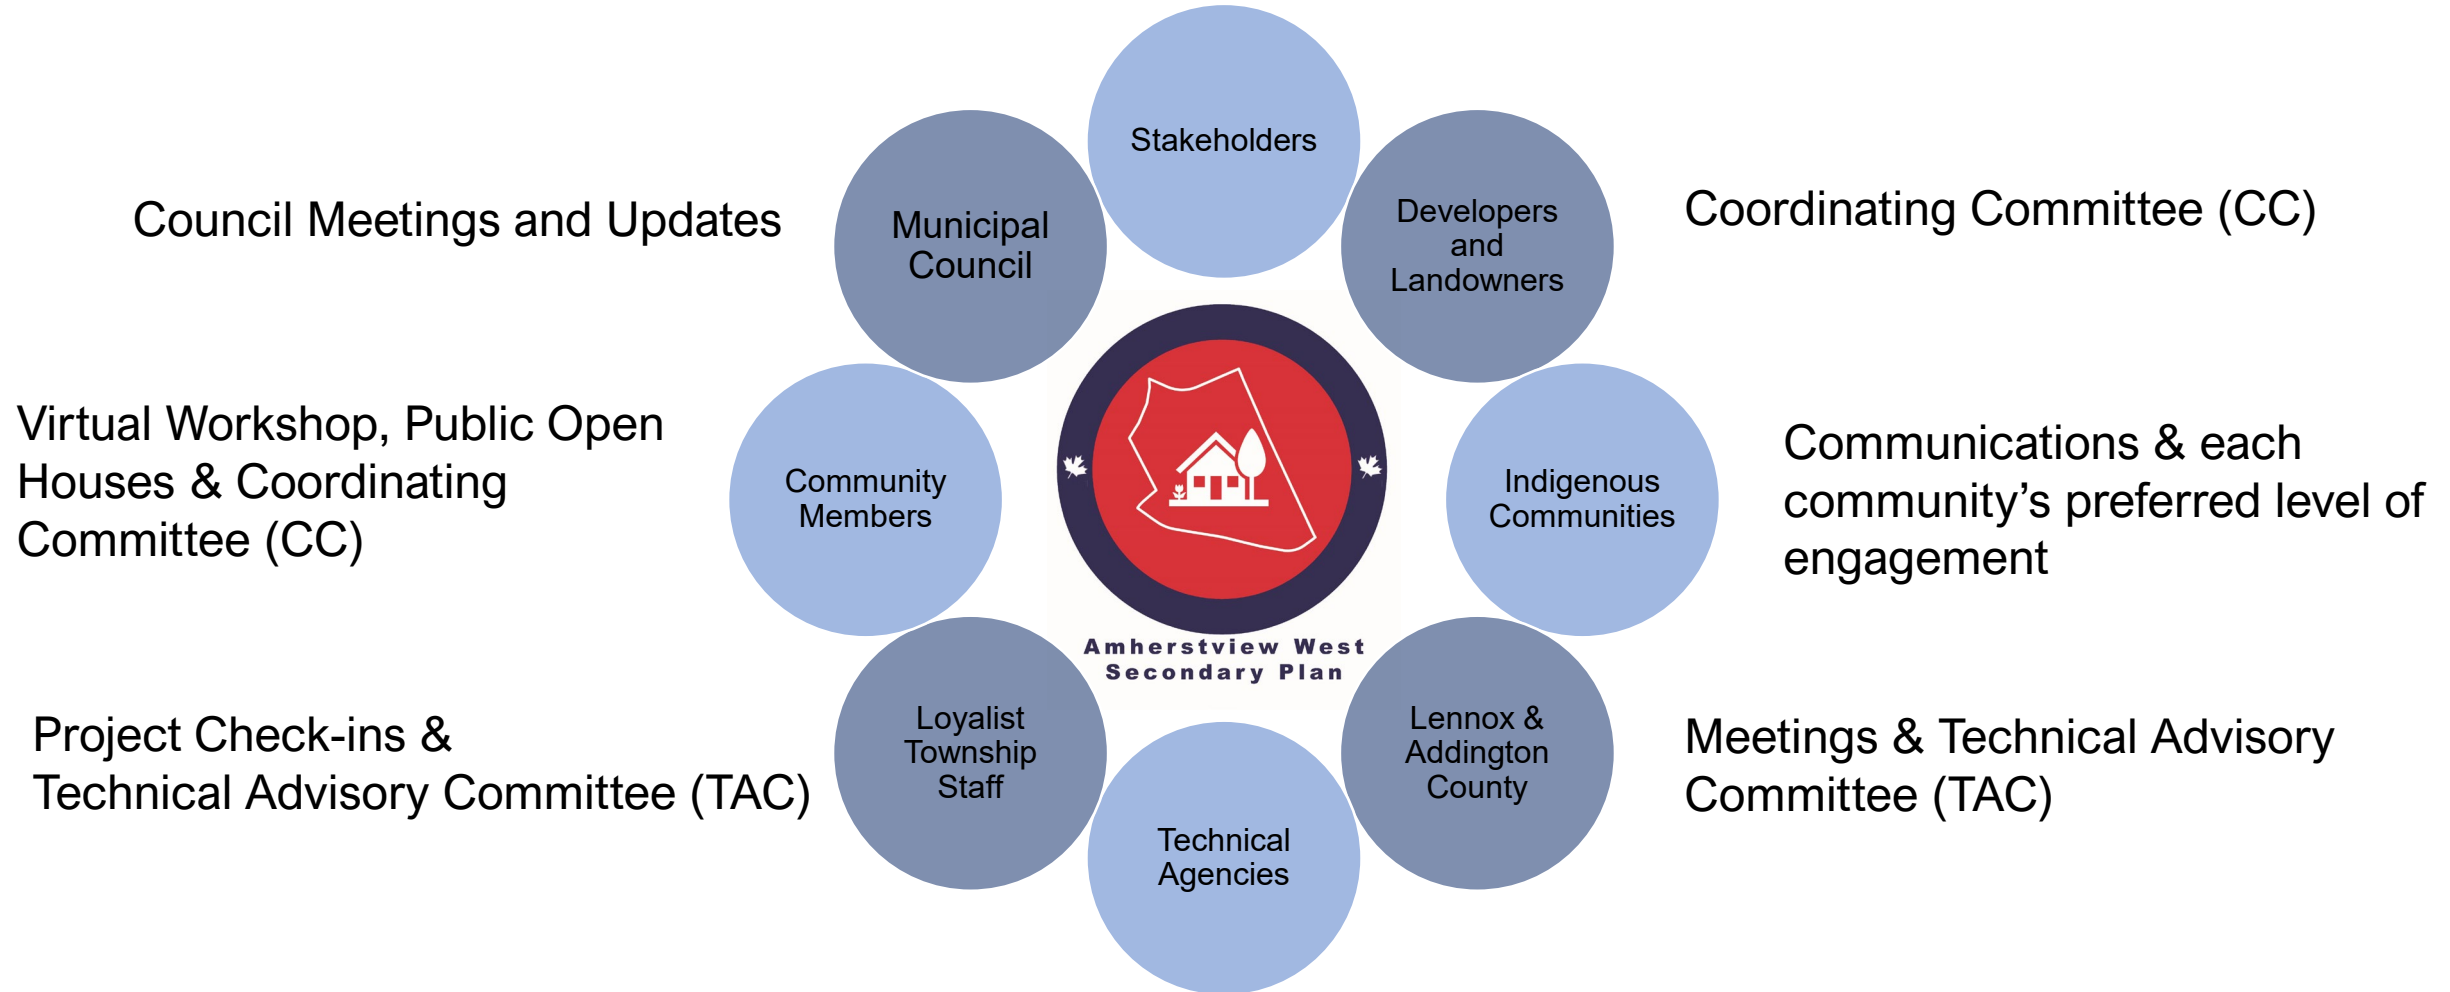 Stakeholders
Council Meetings and Updates
Municipal
Council
Developers
and
Landowners
Coordinating Committee (CC)
Virtual Workshop, Public Open
Houses & Coordinating
Committee (CC)
Community
Members
Indigenous
Communities
Communications & each
community’s preferred level of
engagement
Amherstview West
Secondary Plan
Project Check-ins &
Technical Advisory Committee (TAC)
Loyalist
Township
Staff
Lennox &
Addington
County
Meetings & Technical Advisory
Committee (TAC)
Technical
Agencies